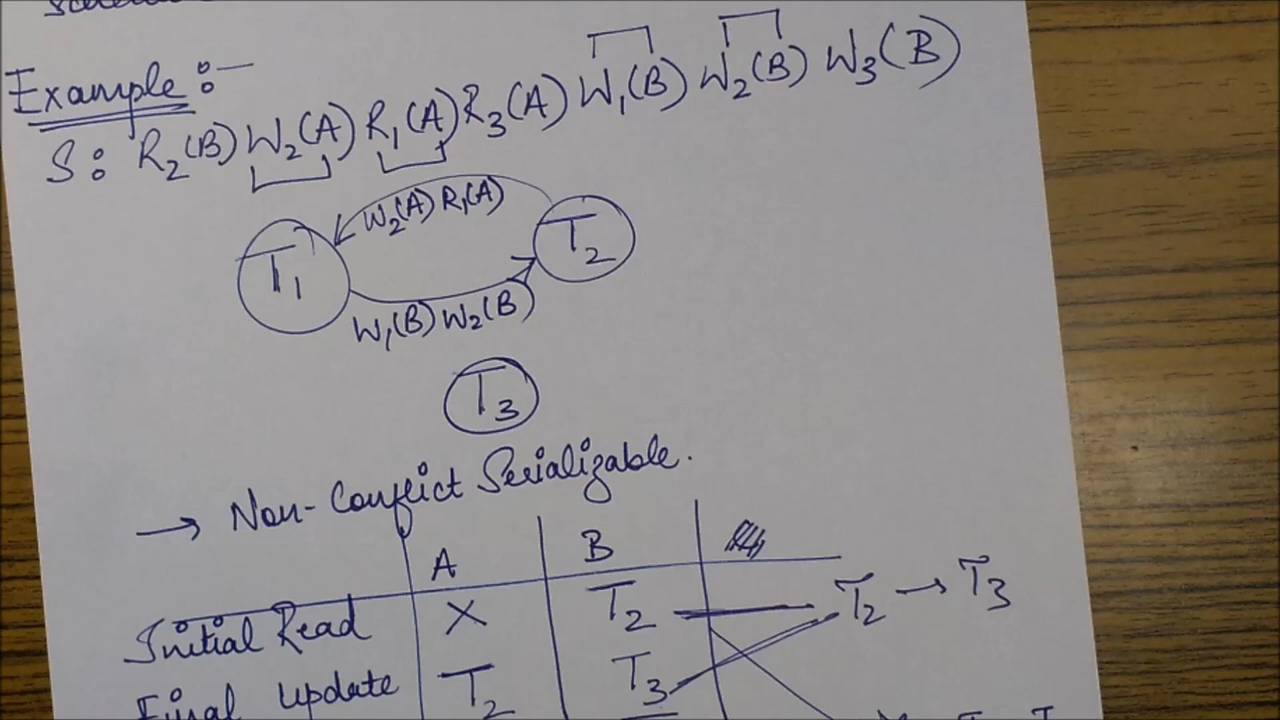 Example :-
S: R2(B) W2(A) R1(A) R3(A) W1(B) W2(B) W3(B)
W2(A) R1(A)
T1
T2
W1(B) W2(B)
T3
→ Non-Conflict Serializable.
A B
Initial Read X T2 T2 → T3
Final Update T2 T3